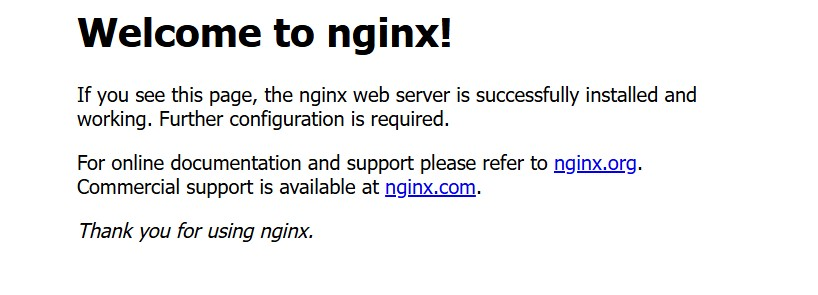 Welcome to nginx!
If you see this page, the nginx web server is successfully installed and
working. Further configuration is required.
For online documentation and support please refer to nginx.org.
Commercial support is available at nginx.com.
Thank you for using nginx.